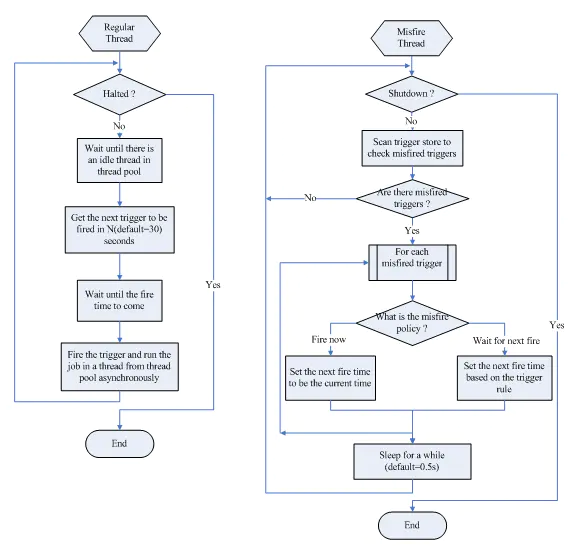 Regular
Thread
Halted ?
No
Wait until there is
an idle thread in
thread pool
Get the next trigger to be
fired in N(default=30)
seconds
Yes
Wait until the fire
time to come
Fire the trigger and run the
job in a thread from thread
pool asynchronously
End
Misfire
Thread
Shutdown ?
No
Scan trigger store to
check misfired triggers
Are there misfired
triggers ?
No
Yes
For each
misfired trigger
What is the misfire
policy ?
Yes
Fire now
Wait for next fire
Set the next fire time
to be the current time
Set the next fire time
based on the trigger
rule
Sleep for a while
(default=0.5s)
End